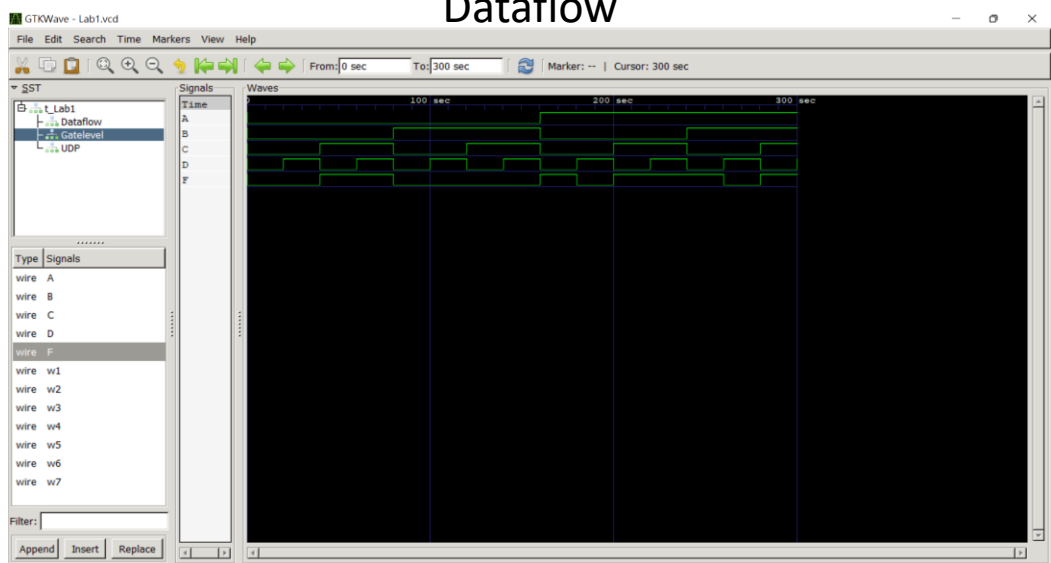 Dataflow
GTKWave - Lab1.vcd
File Edit Search Time Markers View Help
From: 0 sec To: 300 sec Marker: -- | Cursor: 300 sec
SST
t_Lab1
Dataflow
Gatelevel
UDP
Type Signals
wire A
wire B
wire C
wire D
wire F
wire w1
wire w2
wire w3
wire w4
wire w5
wire w6
wire w7
Filter:
Append Insert Replace
Signals
Time
A
B
C
D
F
Waves
100 sec 200 sec 300 sec